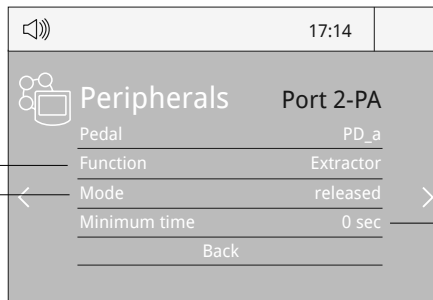 17:14
Peripherals Port 2-PA
Pedal PD_a
Function Extractor
Mode released
Minimum time 0 sec
Back